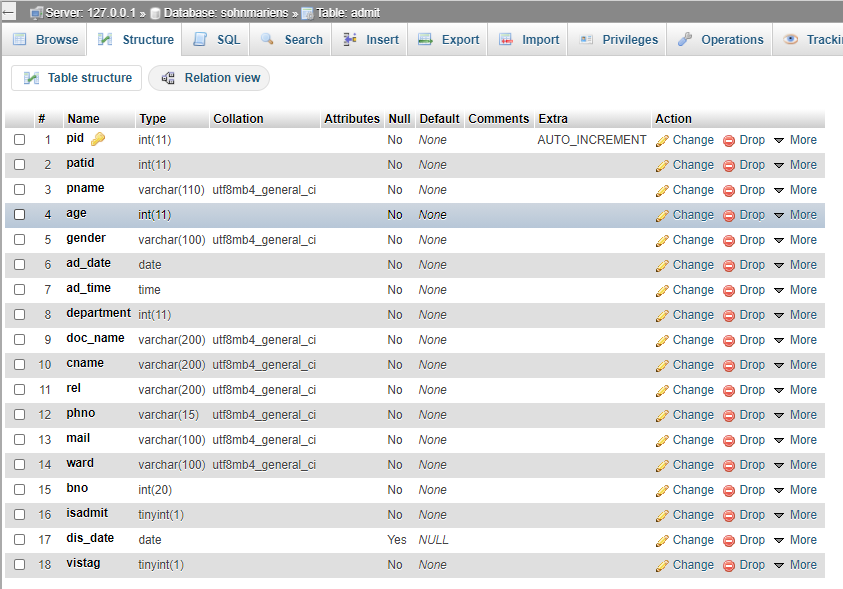 Server: 127.0.0.1 » Database: sohnmariens » Table: admit
Browse Structure SQL Search Insert Export Import Privileges Operations Tracki
Table structure Relation view
# Name Type Collation Attributes Null Default Comments Extra Action
1 pid int(11) No None AUTO_INCREMENT Change Drop More
2 patid int(11) No None Change Drop More
3 pname varchar(110) utf8mb4_general_ci No None Change Drop More
4 age int(11) No None Change Drop More
5 gender varchar(100) utf8mb4_general_ci No None Change Drop More
6 ad_date date No None Change Drop More
7 ad_time time No None Change Drop More
8 department int(11) No None Change Drop More
9 doc_name varchar(200) utf8mb4_general_ci No None Change Drop More
10 cname varchar(200) utf8mb4_general_ci No None Change Drop More
11 rel varchar(200) utf8mb4_general_ci No None Change Drop More
12 phno varchar(15) utf8mb4_general_ci No None Change Drop More
13 mail varchar(100) utf8mb4_general_ci No None Change Drop More
14 ward varchar(100) utf8mb4_general_ci No None Change Drop More
15 bno int(20) No None Change Drop More
16 isadmit tinyint(1) No None Change Drop More
17 dis_date date Yes NULL Change Drop More
18 vistag tinyint(1) No None Change Drop More